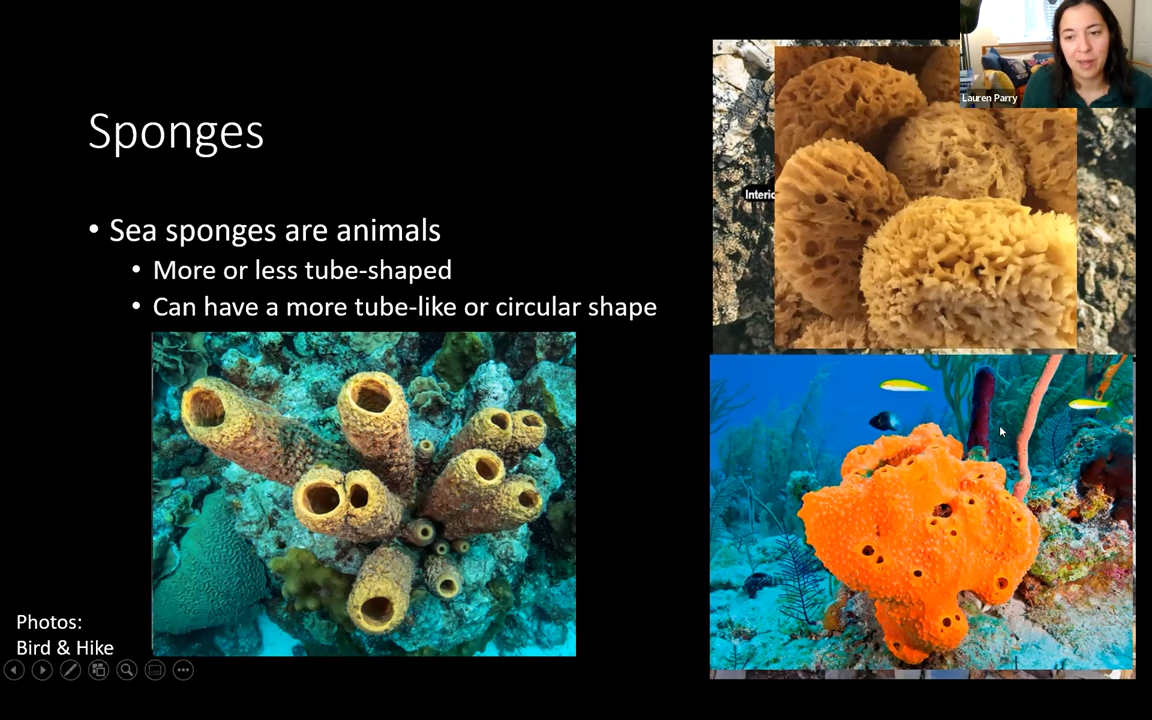 Lauren Parry
Sponges
• Sea sponges are animals
• More or less tube-shaped
• Can have a more tube-like or circular shape
Photos:
Bird & Hike